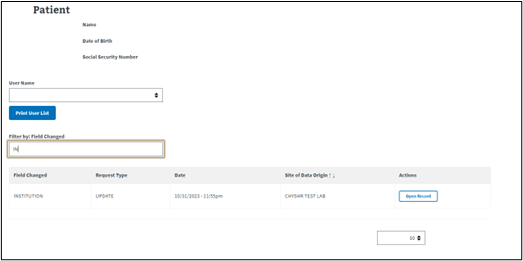 Patient
Name
Date of Birth
Social Security Number
User Name
Print User List
Filter by: Field Changed
IN
Field Changed Request Type Date Site of Data Origin ↑ ↓ Actions
INSTITUTION UPDATE 10/31/2023 - 11:55pm CHYSHR TEST LAB Open Record
10